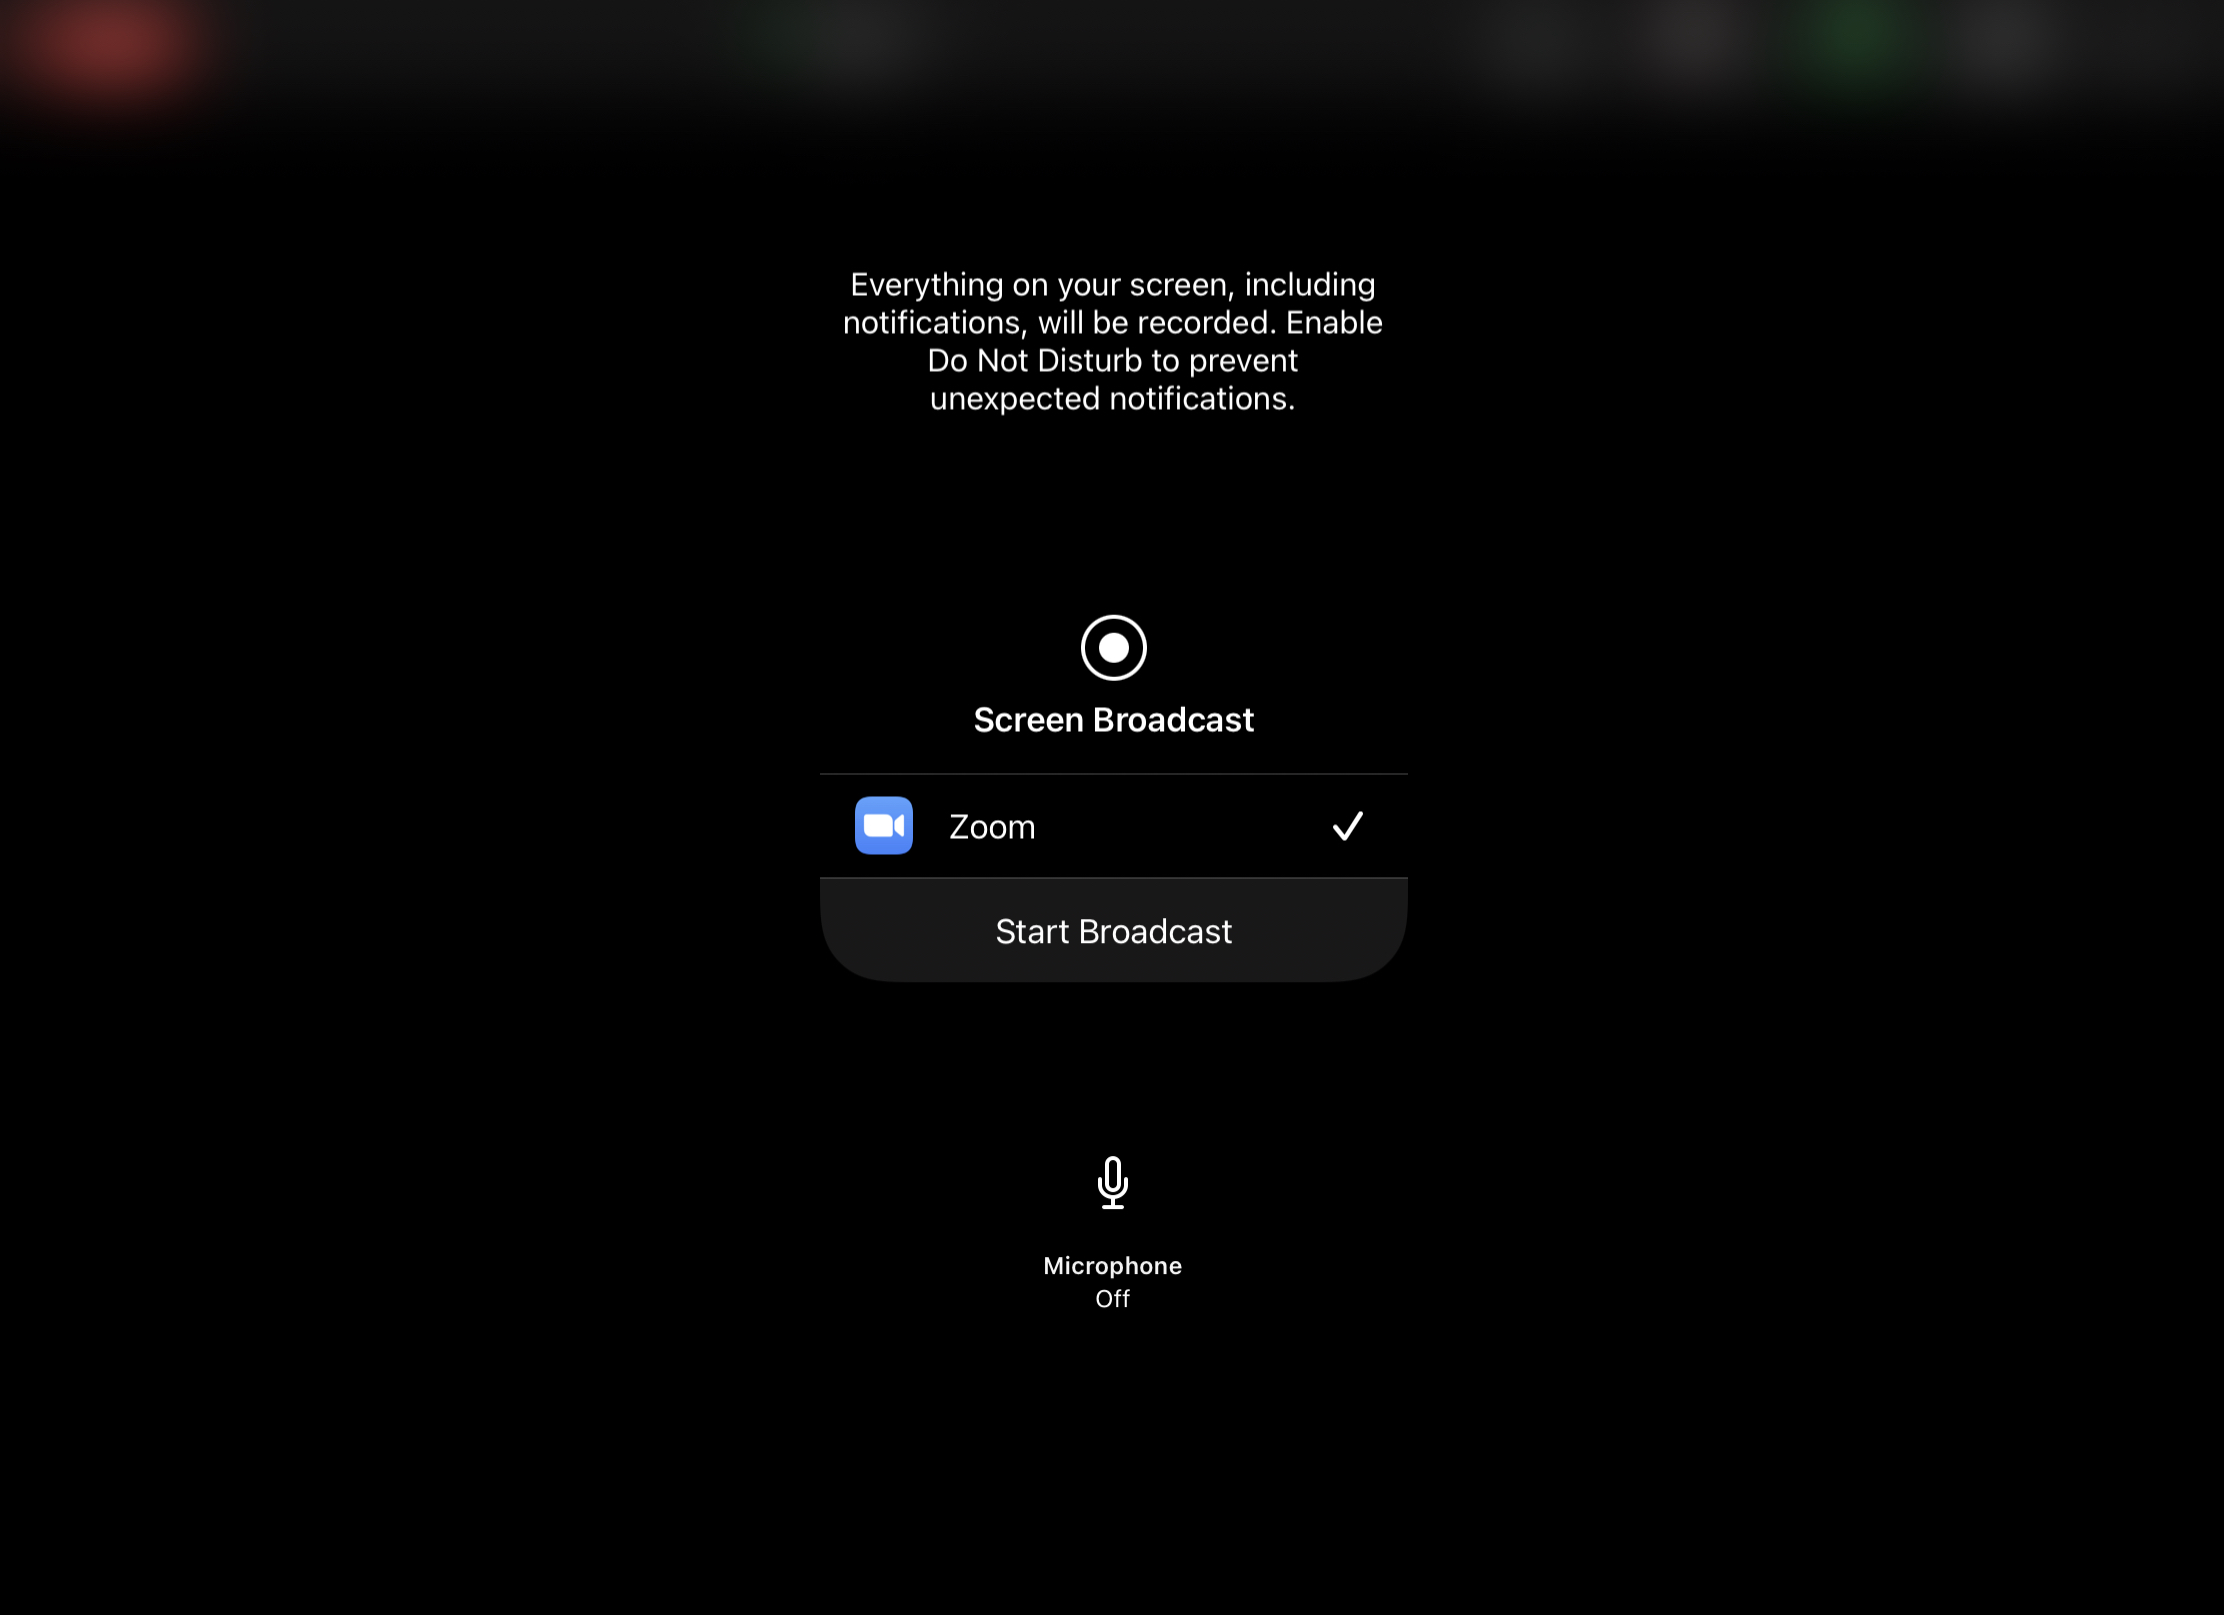 Everything on your screen, including
notifications, will be recorded. Enable
Do Not Disturb to prevent
unexpected notifications.
Screen Broadcast
Zoom
Start Broadcast
Microphone
Off